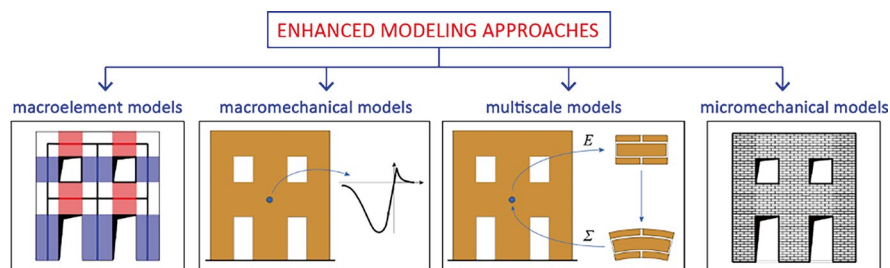 ENHANCED MODELING APPROACHES
macroelement models
macromechanical models
multiscale models
micromechanical models
E
Σ